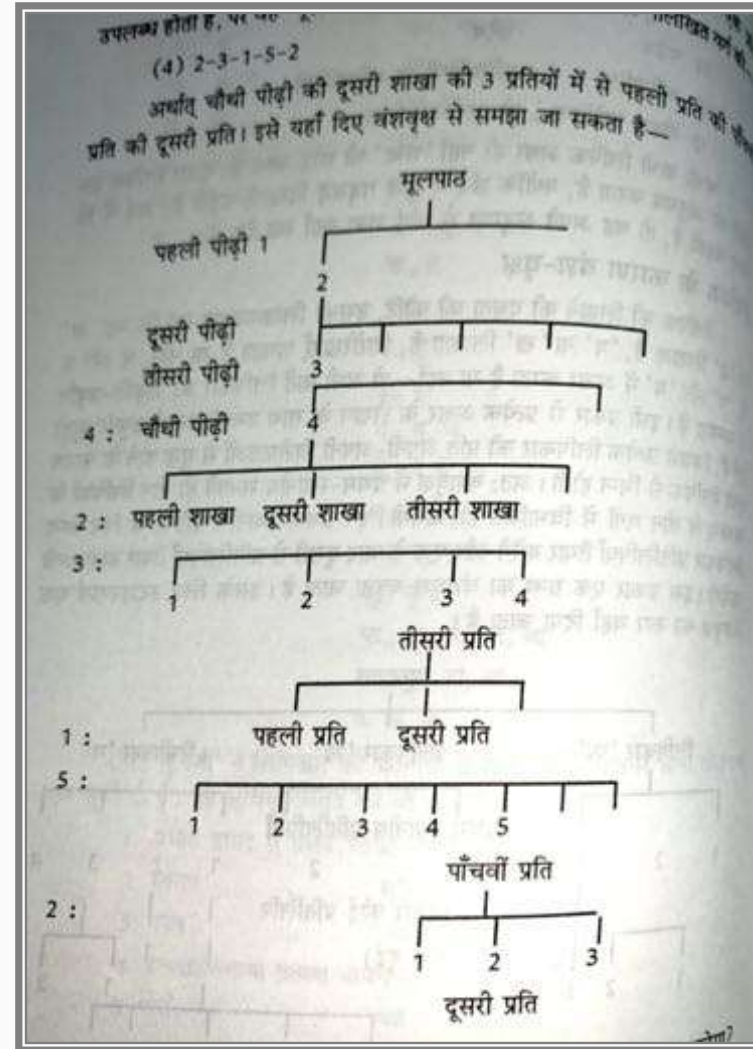 उपलब्ध होता है, पर यह
(4) 2-3-1-5-2
अर्थात् चौथी पीढ़ी की दूसरी शाखा की 3 प्रतियों में से पहली प्रति की
प्रति की दूसरी प्रति। इसे यहाँ दिए वंशवृक्ष से समझा जा सकता है—
मूलपाठ
पहली पीढ़ी 1
2
दूसरी पीढ़ी
तीसरी पीढ़ी 3
4 : चौथी पीढ़ी 4
2 : पहली शाखा दूसरी शाखा तीसरी शाखा
3 :
1 2 3 4
तीसरी प्रति
1 : पहली प्रति दूसरी प्रति
5 :
1 2 3 4 5
पाँचवीं प्रति
2 :
1 2 3
दूसरी प्रति